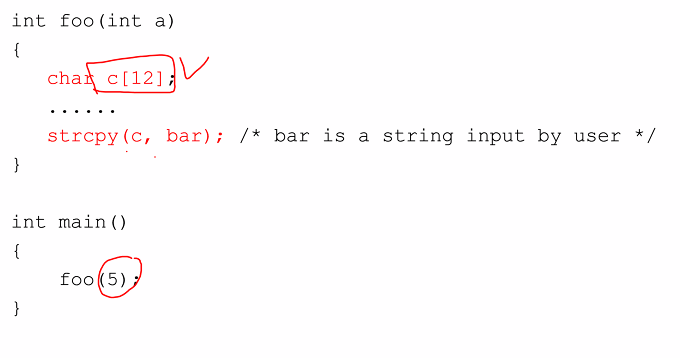 int foo(int a)
{
char c[12];
......
strcpy(c, bar); /* bar is a string input by user */
}
int main()
{
foo(5);
}